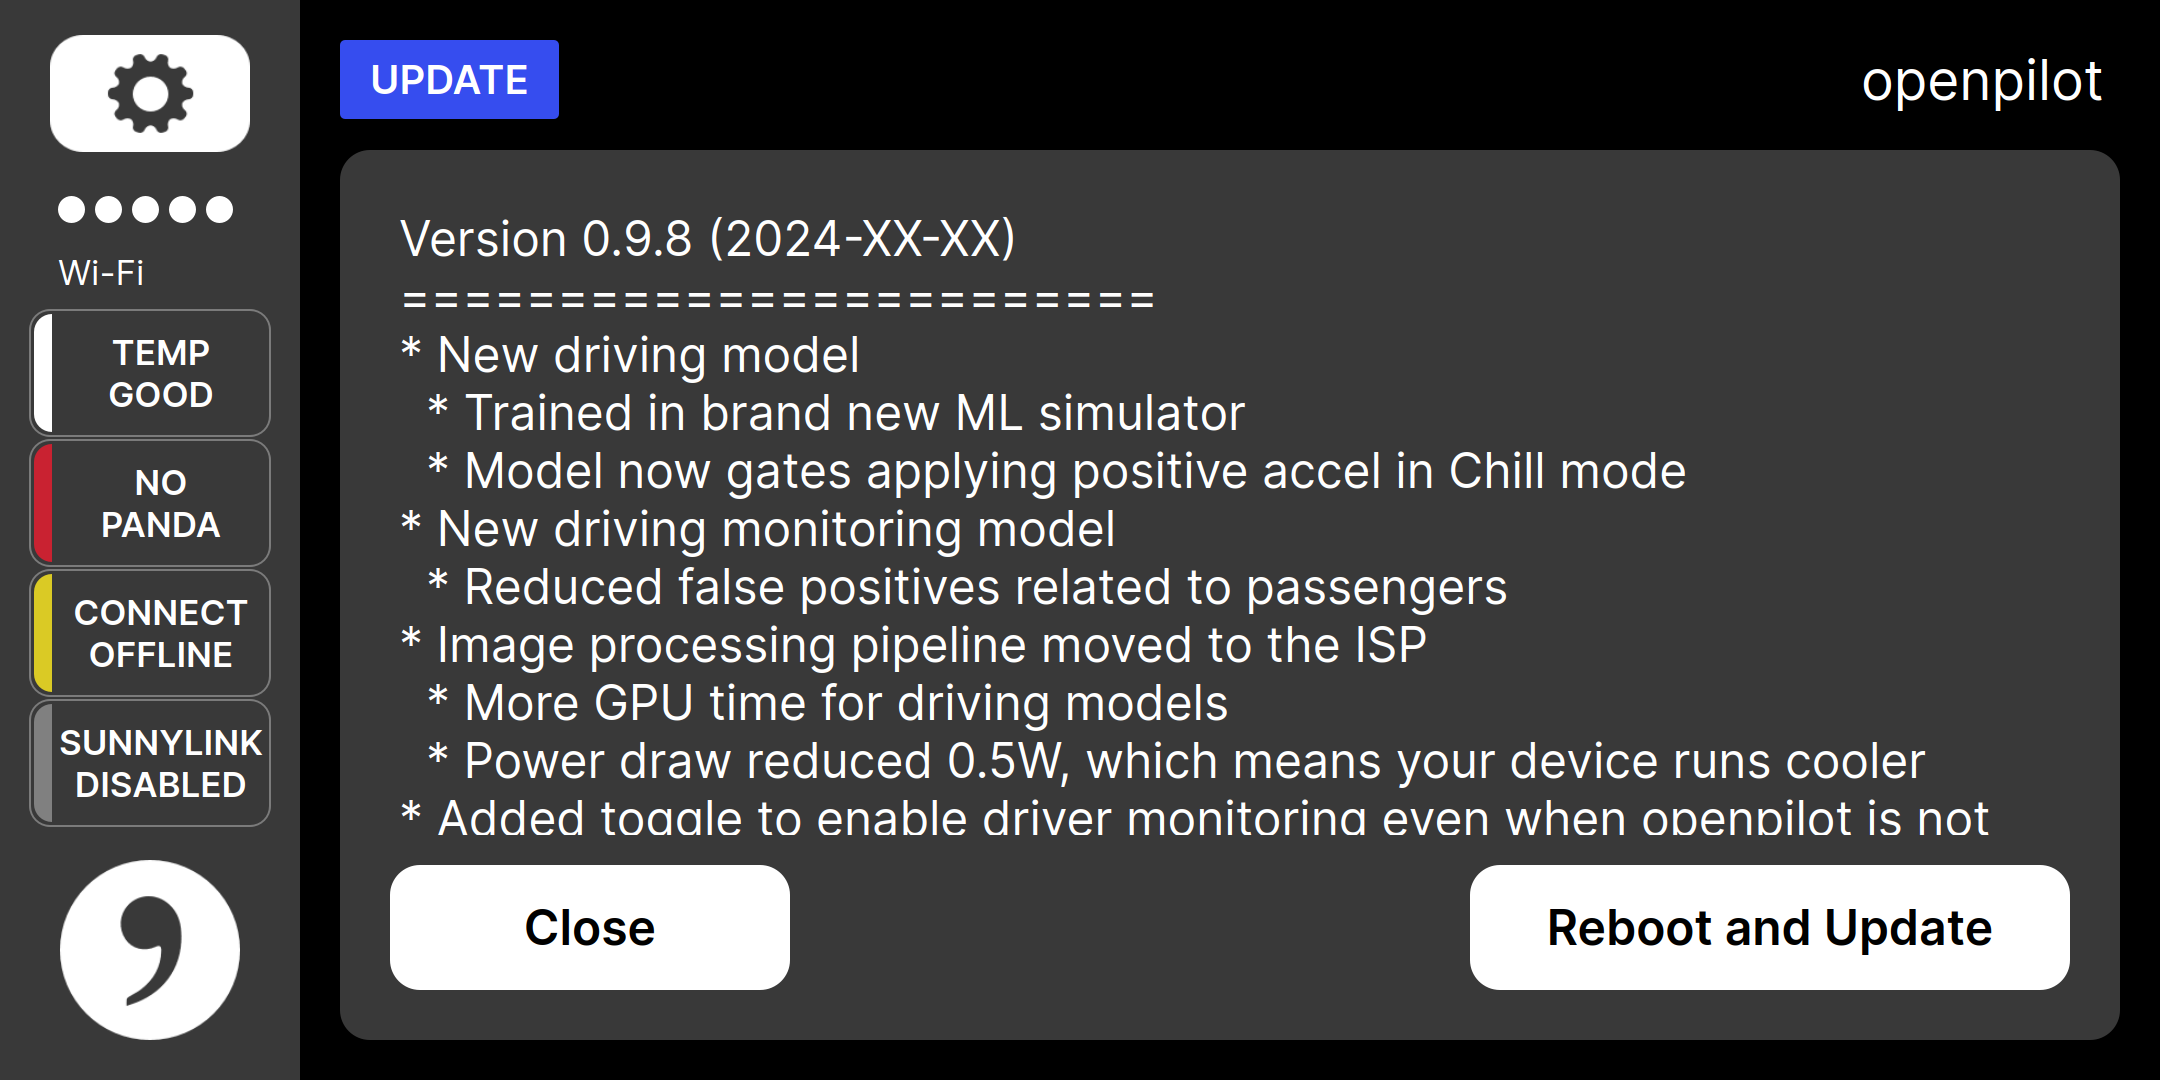 UPDATE
openpilot
Wi-Fi
TEMP
GOOD
NO
PANDA
CONNECT
OFFLINE
SUNNYLINK
DISABLED
Version 0.9.8 (2024-XX-XX)
========================
* New driving model
* Trained in brand new ML simulator
* Model now gates applying positive accel in Chill mode
* New driving monitoring model
* Reduced false positives related to passengers
* Image processing pipeline moved to the ISP
* More GPU time for driving models
* Power draw reduced 0.5W, which means your device runs cooler
* Added toggle to enable driver monitoring even when openpilot is not
Close
Reboot and Update